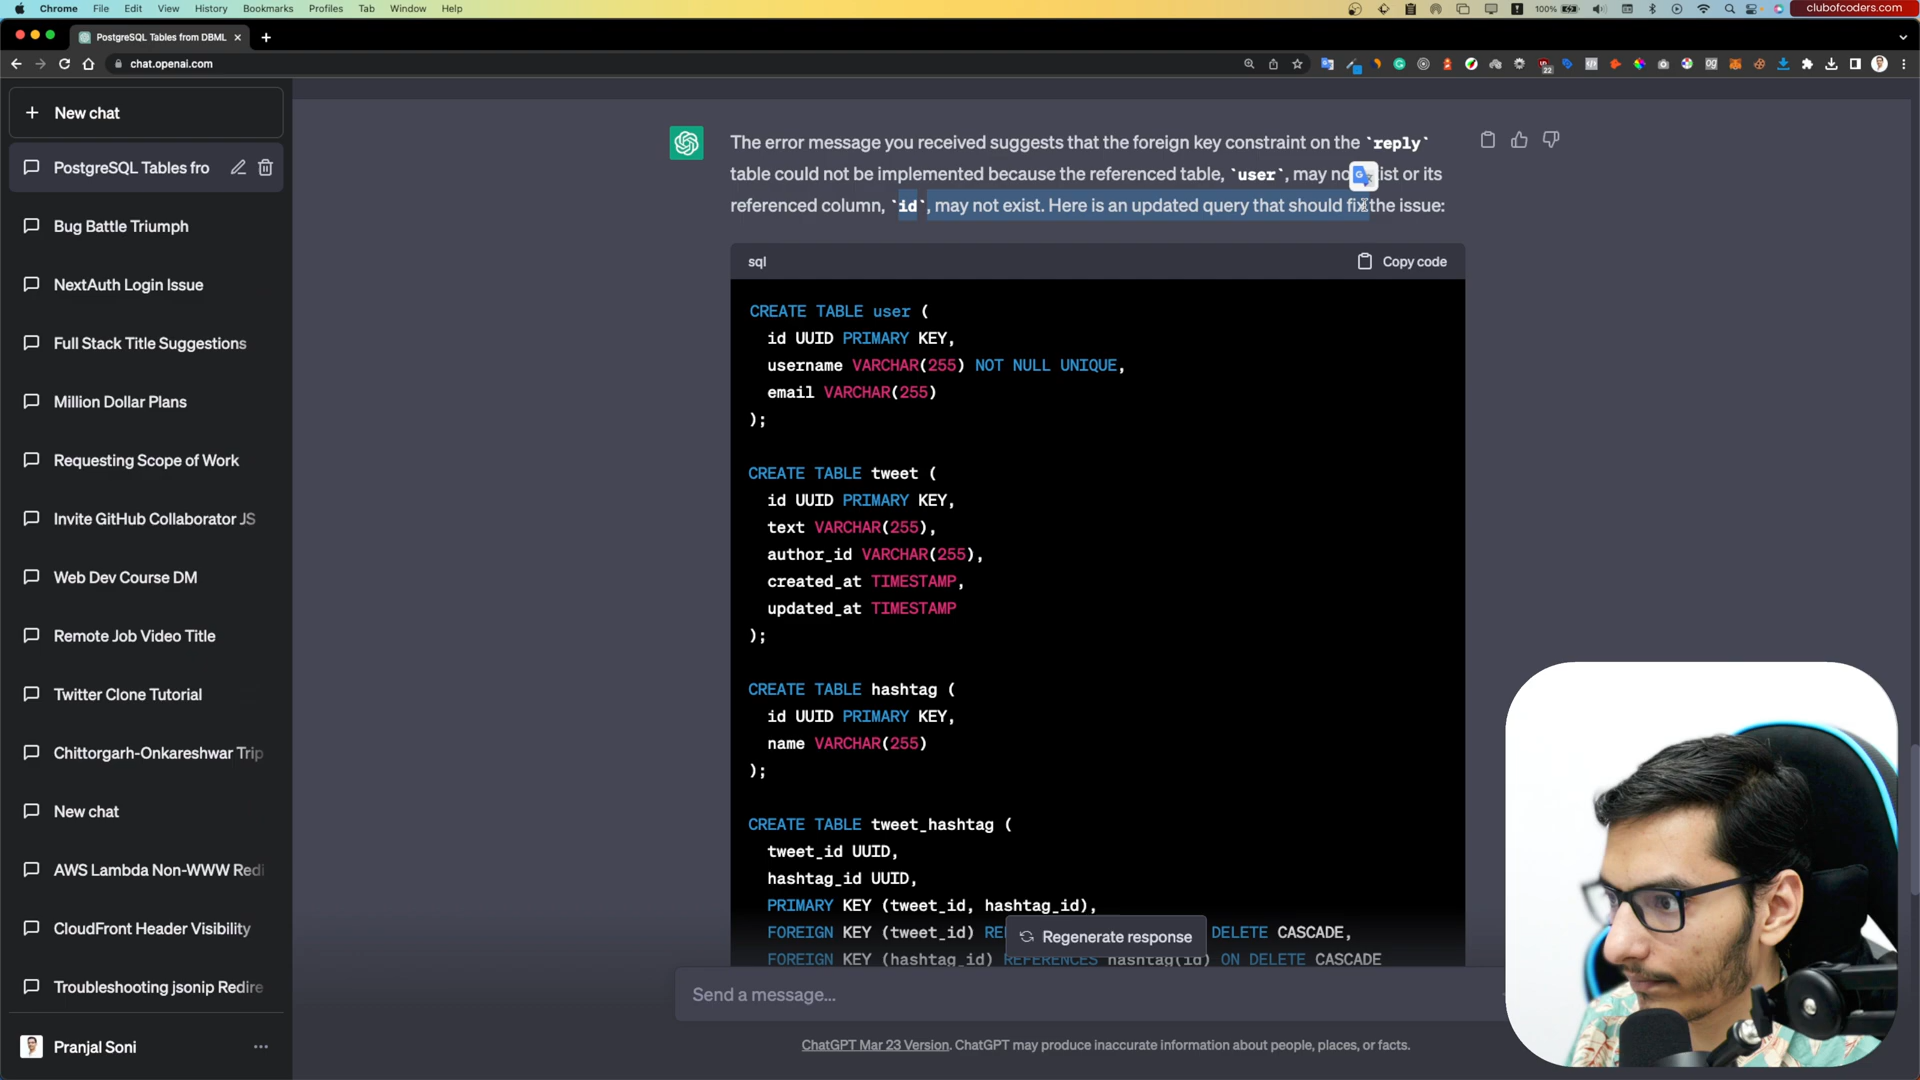 Chrome File Edit View History Bookmarks Profiles Tab Window Help 100% clubofcoders.com
PostgreSQL Tables from DBML
chat.openai.com
22
New chat
PostgreSQL Tables fro
Bug Battle Triumph
NextAuth Login Issue
Full Stack Title Suggestions
Million Dollar Plans
Requesting Scope of Work
Invite GitHub Collaborator JS
Web Dev Course DM
Remote Job Video Title
Twitter Clone Tutorial
Chittorgarh-Onkareshwar Trip
New chat
AWS Lambda Non-WWW Redi
CloudFront Header Visibility
Troubleshooting jsonip Redire
Pranjal Soni
The error message you received suggests that the foreign key constraint on the `reply`
table could not be implemented because the referenced table, `user`, may no ist or its
referenced column, `id`, may not exist. Here is an updated query that should fix the issue:
sql Copy code
CREATE TABLE user (
id UUID PRIMARY KEY,
username VARCHAR(255) NOT NULL UNIQUE,
email VARCHAR(255)
);
CREATE TABLE tweet (
id UUID PRIMARY KEY,
text VARCHAR(255),
author_id VARCHAR(255),
created_at TIMESTAMP,
updated_at TIMESTAMP
);
CREATE TABLE hashtag (
id UUID PRIMARY KEY,
name VARCHAR(255)
);
CREATE TABLE tweet_hashtag (
tweet_id UUID,
hashtag_id UUID,
PRIMARY KEY (tweet_id, hashtag_id),
FOREIGN KEY (tweet_id) RE DELETE CASCADE,
FOREIGN KEY (hashtag_id) REFERENCES hashtag(id) ON DELETE CASCADE
Regenerate response
Send a message...
ChatGPT Mar 23 Version. ChatGPT may produce inaccurate information about people, places, or facts.